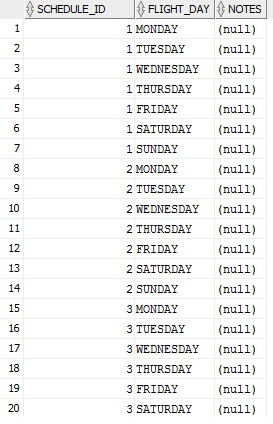 SCHEDULE_ID FLIGHT_DAY NOTES
1 1 MONDAY (null)
2 1 TUESDAY (null)
3 1 WEDNESDAY (null)
4 1 THURSDAY (null)
5 1 FRIDAY (null)
6 1 SATURDAY (null)
7 1 SUNDAY (null)
8 2 MONDAY (null)
9 2 TUESDAY (null)
10 2 WEDNESDAY (null)
11 2 THURSDAY (null)
12 2 FRIDAY (null)
13 2 SATURDAY (null)
14 2 SUNDAY (null)
15 3 MONDAY (null)
16 3 TUESDAY (null)
17 3 WEDNESDAY (null)
18 3 THURSDAY (null)
19 3 FRIDAY (null)
20 3 SATURDAY (null)